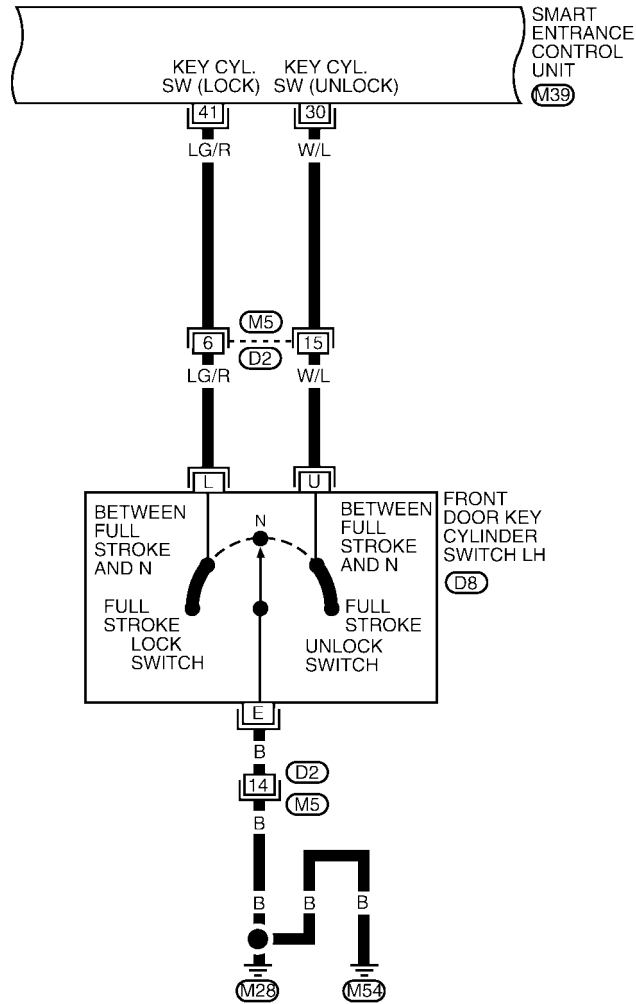 SMART
ENTRANCE
CONTROL
UNIT
M39
KEY CYL.
SW (LOCK)
KEY CYL.
SW (UNLOCK)
41
30
LG/R
W/L
M5
6
15
D2
LG/R
W/L
L
U
FRONT
DOOR KEY
CYLINDER
SWITCH LH
D8
BETWEEN
FULL
STROKE
AND N
N
BETWEEN
FULL
STROKE
AND N
FULL
STROKE
LOCK
SWITCH
FULL
STROKE
UNLOCK
SWITCH
E
B
D2
14
M5
B
B
B
B
M28
M54